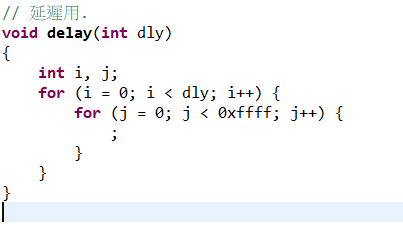 // 延遲用.
void delay(int dly)
{
    int i, j;
    for (i = 0; i < dly; i++) {
        for (j = 0; j < 0xffff; j++) {
            ;
        }
    }
}